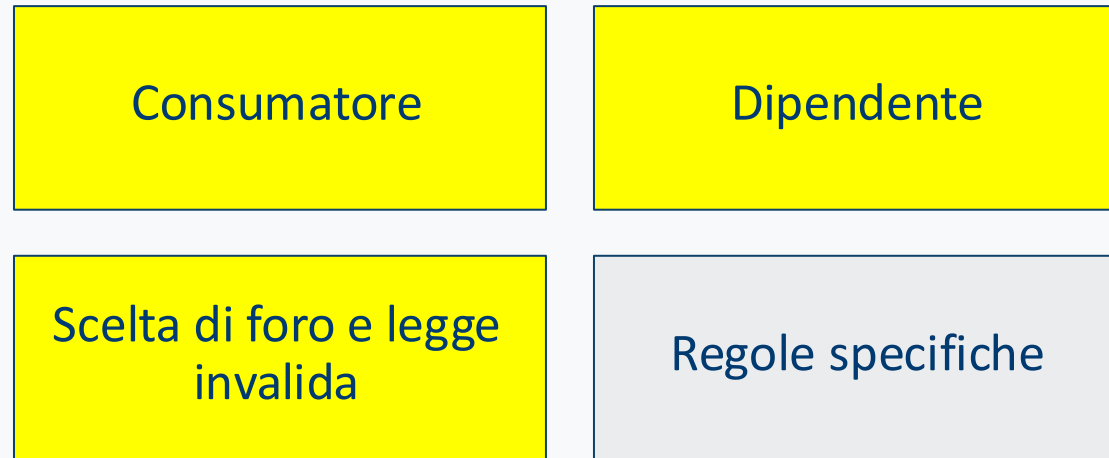 Consumatore
Dipendente
Scelta di foro e legge
invalida
Regole specifiche